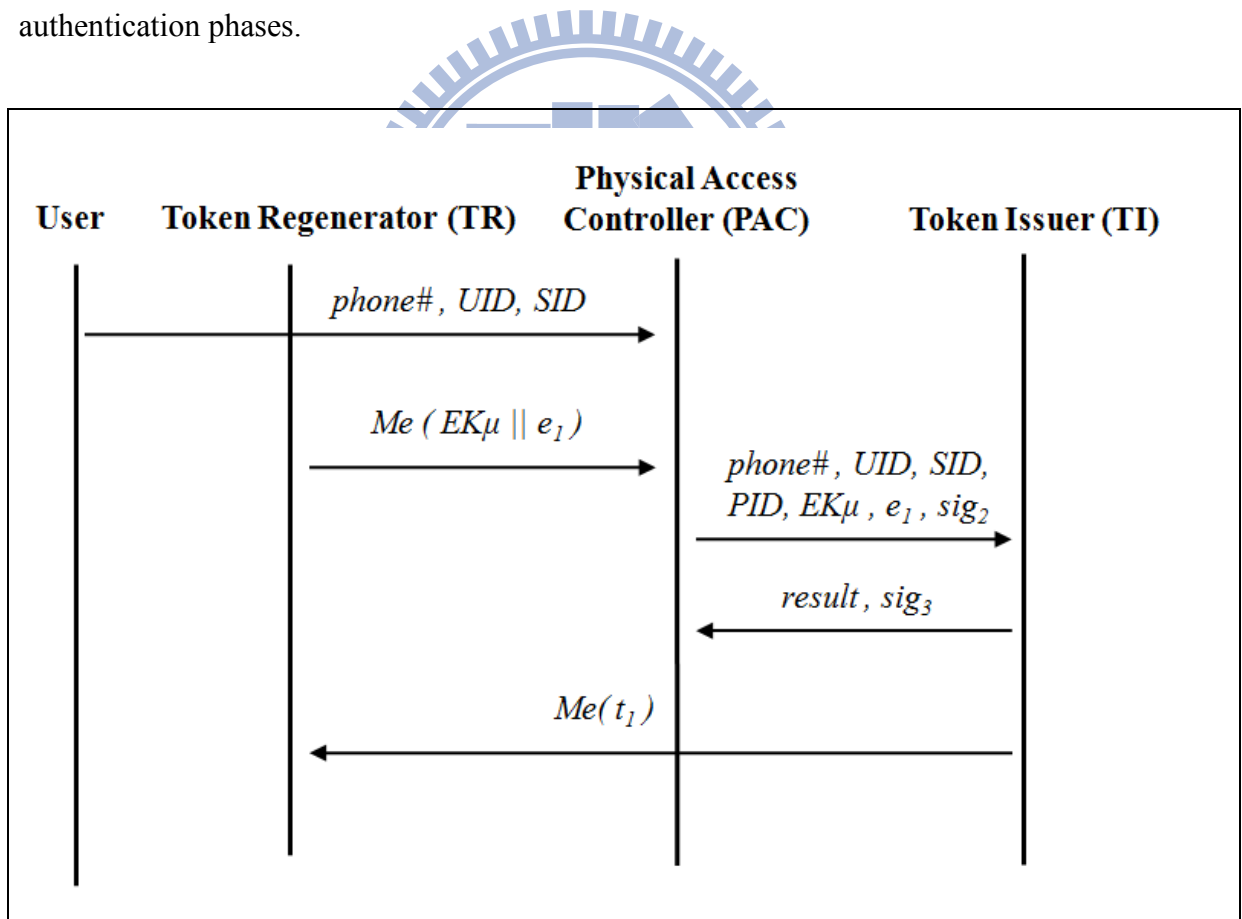 authentication phases.
Physical Access
User Token Regenerator (TR) Controller (PAC) Token Issuer (TI)
phone# , UID, SID
Me ( EKμ || e₁ )
phone# , UID, SID,
PID, EKμ , e₁ , sig₂
result , sig₃
Me( t₁ )